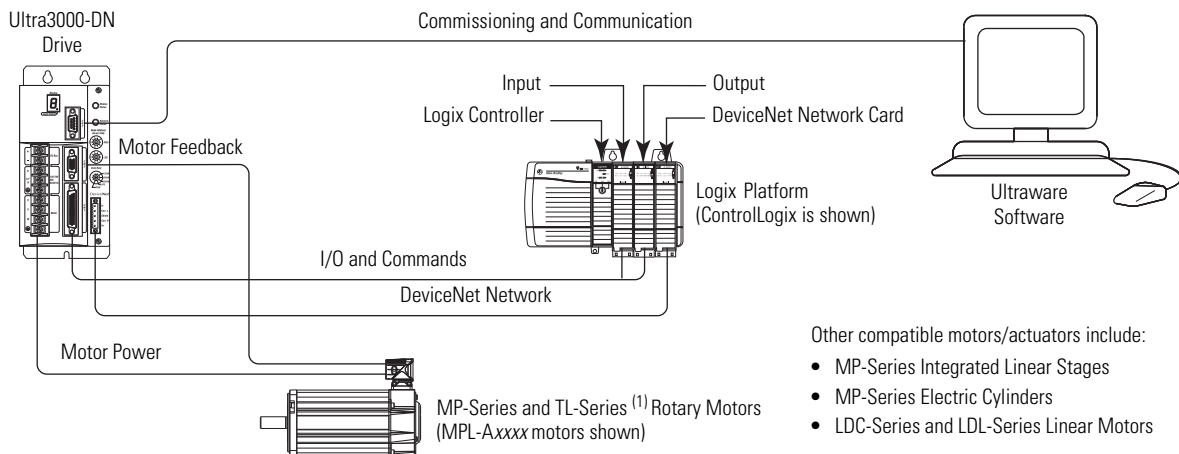 Ultra3000-DN
Drive
Commissioning and Communication
Input
Output
Logix Controller
DeviceNet Network Card
Motor Feedback
Logix Platform
(ControlLogix is shown)
Ultraware
Software
I/O and Commands
DeviceNet Network
Motor Power
MP-Series and TL-Series (1) Rotary Motors
(MPL-Axxxx motors shown)
Other compatible motors/actuators include:
• MP-Series Integrated Linear Stages
• MP-Series Electric Cylinders
• LDC-Series and LDL-Series Linear Motors